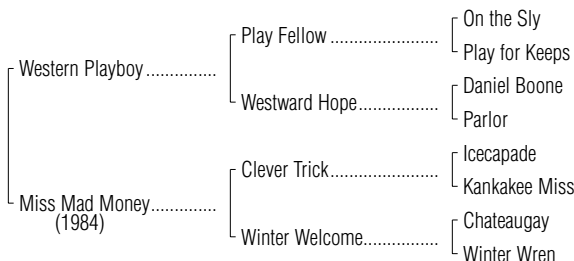 On the Sly
Play Fellow ........................
Play for Keeps
Western Playboy ...............
Daniel Boone
Westward Hope.................
Parlor
Icecapade
Clever Trick.......................
Kankakee Miss
Miss Mad Money..............
(1984)
Chateaugay
Winter Welcome................
Winter Wren